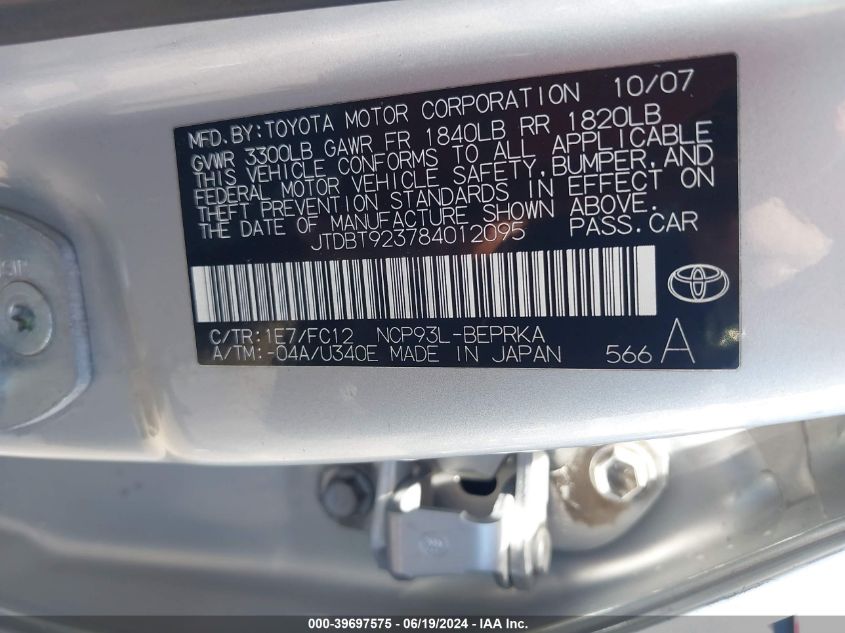 MFD.BY:TOYOTA MOTOR CORPORATION 10/07
GVWR 3300LB GAWR FR 1840LB RR 1820LB
THIS VEHICLE CONFORMS TO ALL APPLICABLE
FEDERAL MOTOR VEHICLE SAFETY,BUMPER,AND
THEFT PREVENTION STANDARDS IN EFFECT ON
THE DATE OF MANUFACTURE SHOWN ABOVE.
JTDBT923784012095 PASS.CAR
C/TR:1E7/FC12 NCP93L-BEPRKA
A/TM:-04A/U340E MADE IN JAPAN 566 A
000-39697575 - 06/19/2024 - IAAI.com